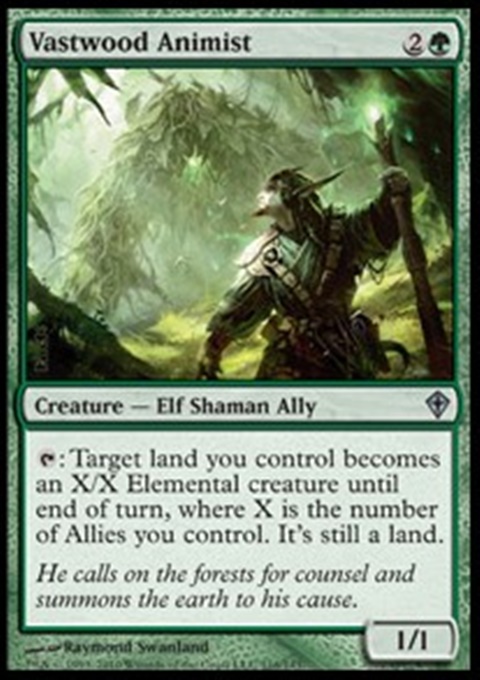 Vastwood Animist 2
Creature — Elf Shaman Ally
: Target land you control becomes
an X/X Elemental creature until
end of turn, where X is the number
of Allies you control. It's still a land.
He calls on the forests for counsel and
summons the earth to his cause.
Raymond Swanland
1/1